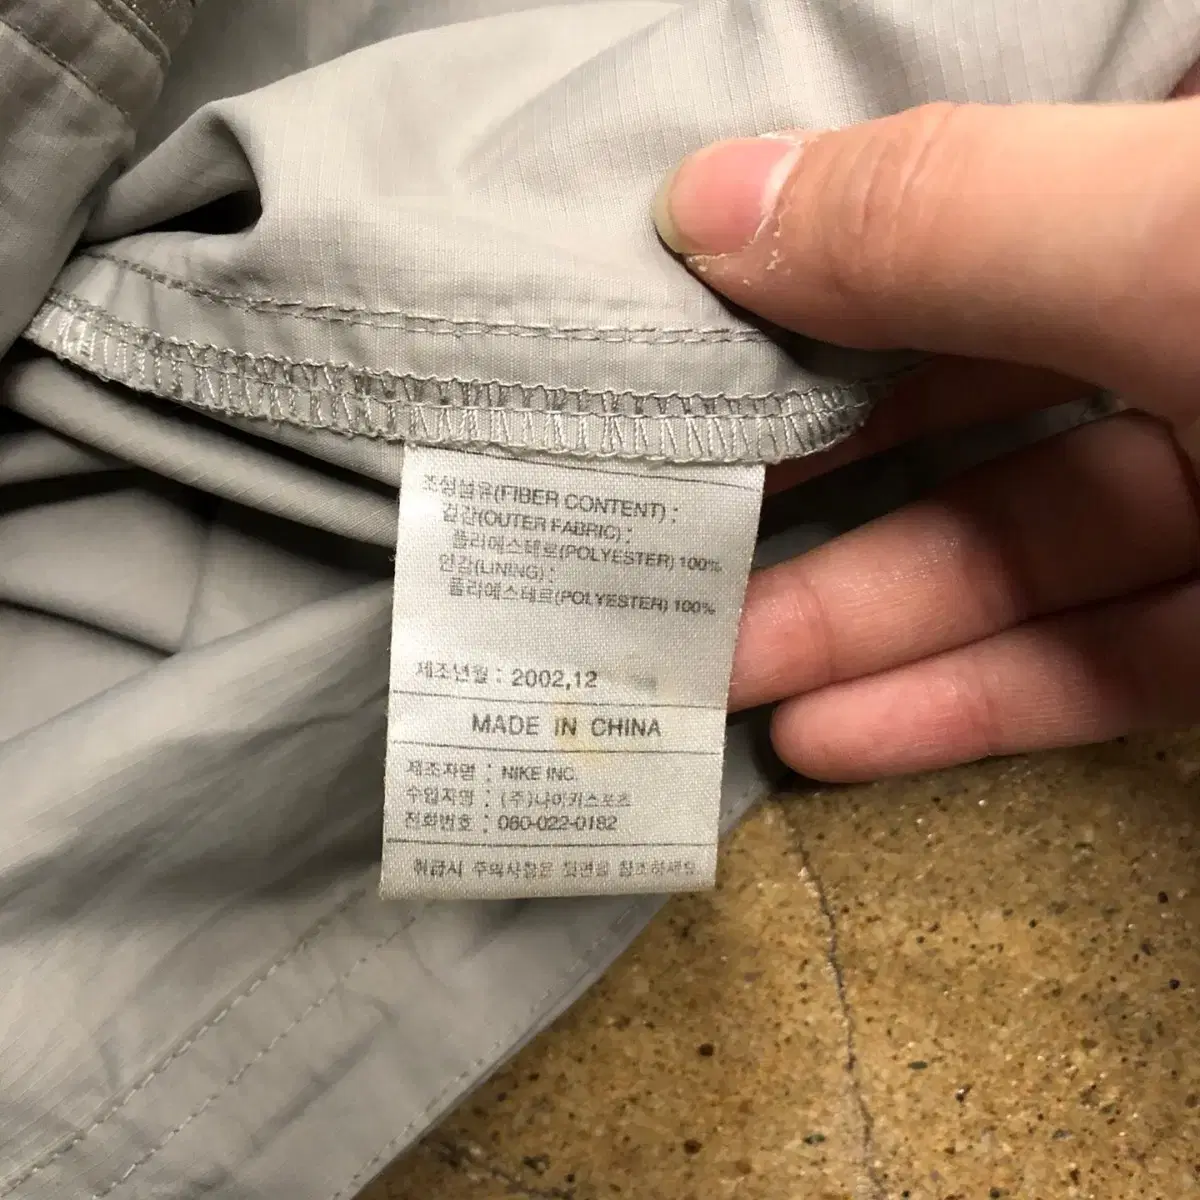 조성섬유(FIBER CONTENT) :
겉감(OUTER FABRIC) :
폴리에스테르(POLYESTER) 100%
안감(LINING) :
폴리에스테르(POLYESTER) 100%
제조년월 : 2002,12
MADE IN CHINA
제조자명 : NIKE INC.
수입자명 : (주)나이키스포츠
전화번호 : 080-022-0182
취급시 주의사항은 뒷면을 참조하세요